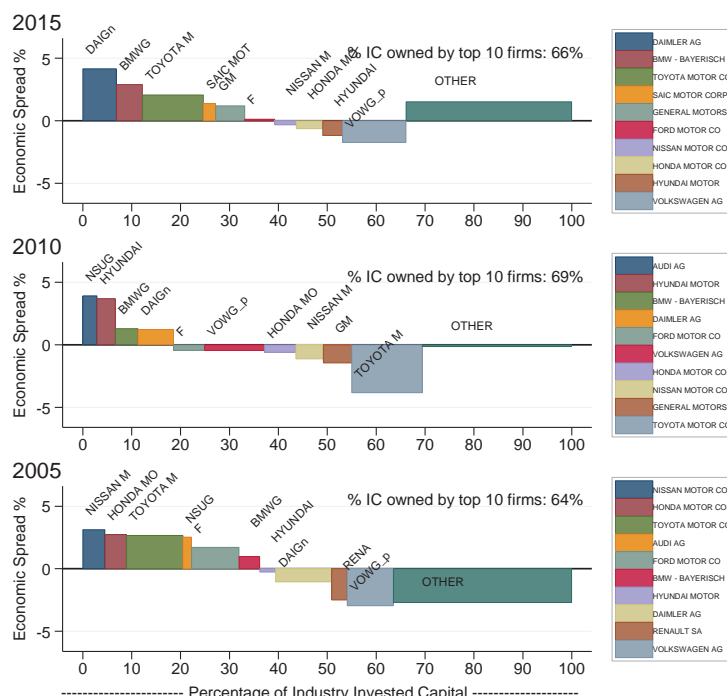 2015
Economic Spread %
5
0
-5
DAIGn
BMWG
TOYOTA M
SAIC MOT
GM
F
NISSAN M
HONDA MO
HYUNDAI
VOWG_p
OTHER
% IC owned by top 10 firms: 66%
0 10 20 30 40 50 60 70 80 90 100
DAIMLER AG
BMW - BAYERISCH
TOYOTA MOTOR CO
SAIC MOTOR CORP
GENERAL MOTORS
FORD MOTOR CO
NISSAN MOTOR CO
HONDA MOTOR CO
HYUNDAI MOTOR
VOLKSWAGEN AG
2010
Economic Spread %
5
0
-5
NSUG
HYUNDAI
BMWG
DAIGn
F
VOWG_p
HONDA MO
NISSAN M
GM
TOYOTA M
OTHER
% IC owned by top 10 firms: 69%
0 10 20 30 40 50 60 70 80 90 100
AUDI AG
HYUNDAI MOTOR
BMW - BAYERISCH
DAIMLER AG
FORD MOTOR CO
VOLKSWAGEN AG
HONDA MOTOR CO
NISSAN MOTOR CO
GENERAL MOTORS
TOYOTA MOTOR CO
2005
Economic Spread %
5
0
-5
NISSAN M
HONDA MO
TOYOTA M
NSUG
F
BMWG
HYUNDAI
DAIGn
RENA
VOWG_p
OTHER
% IC owned by top 10 firms: 64%
0 10 20 30 40 50 60 70 80 90 100
NISSAN MOTOR CO
HONDA MOTOR CO
TOYOTA MOTOR CO
AUDI AG
FORD MOTOR CO
BMW - BAYERISCH
HYUNDAI MOTOR
DAIMLER AG
RENAULT SA
VOLKSWAGEN AG
----------------------- Percentage of Industry Invested Capital --------------------